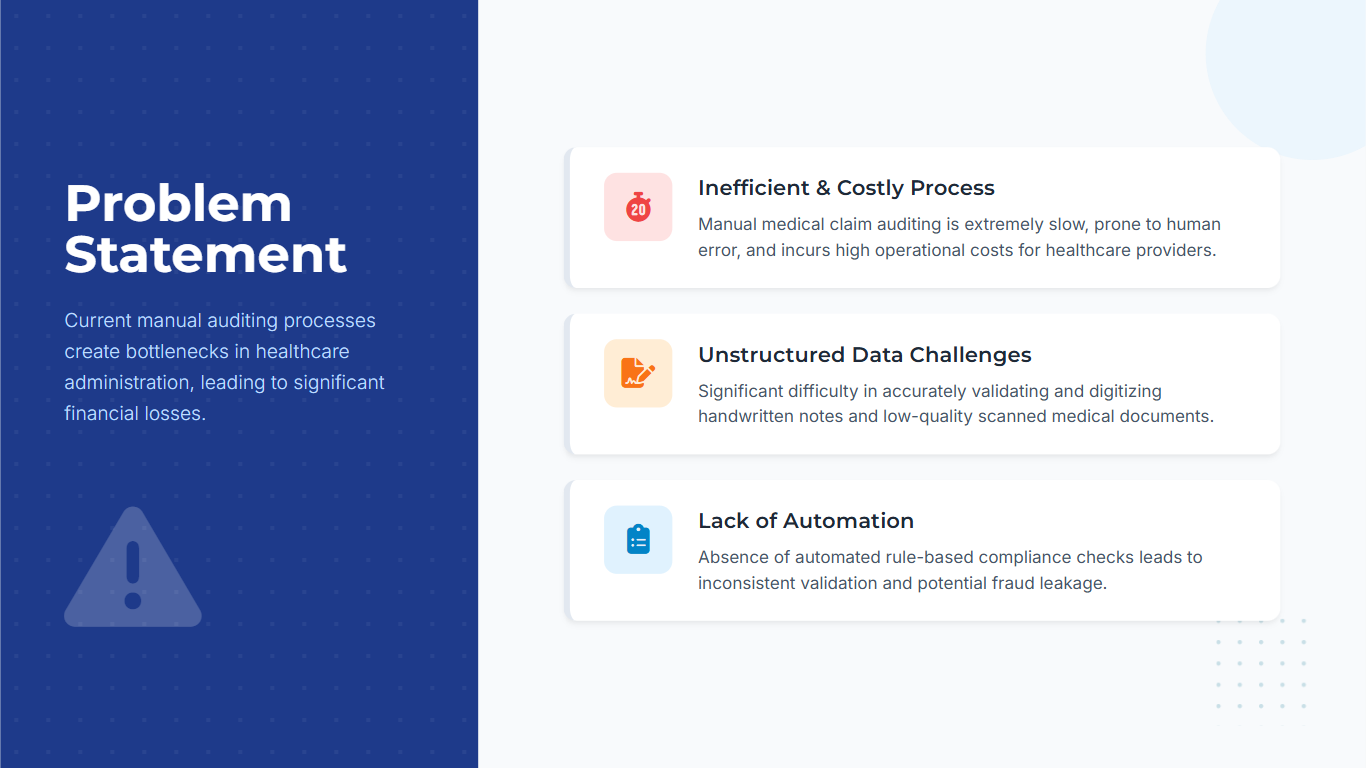 Problem
Statement
Current manual auditing processes
create bottlenecks in healthcare
administration, leading to significant
financial losses.
20
Inefficient & Costly Process
Manual medical claim auditing is extremely slow, prone to human
error, and incurs high operational costs for healthcare providers.
Unstructured Data Challenges
Significant difficulty in accurately validating and digitizing
handwritten notes and low-quality scanned medical documents.
Lack of Automation
Absence of automated rule-based compliance checks leads to
inconsistent validation and potential fraud leakage.